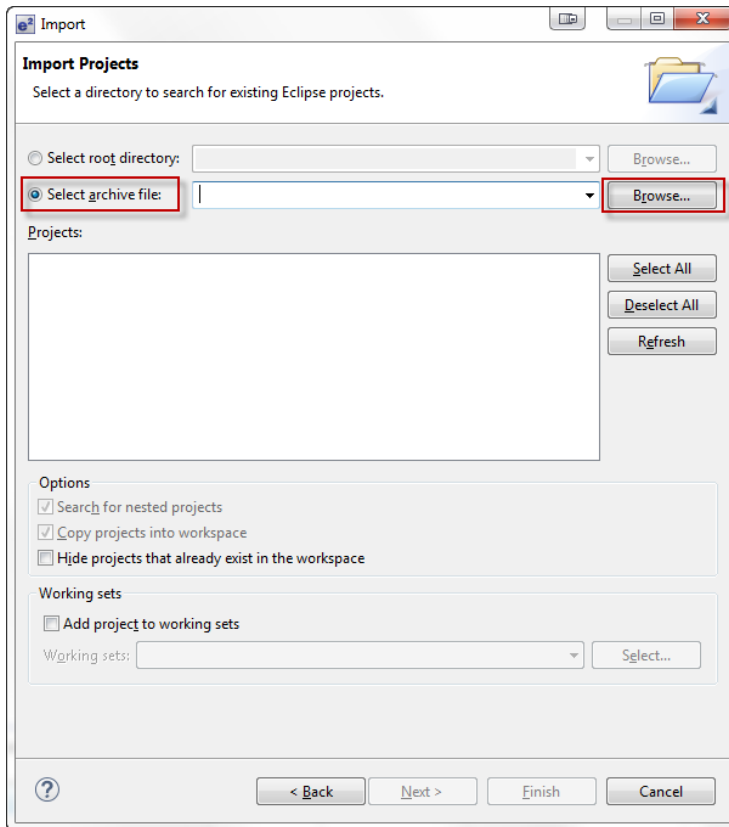 e² Import
Import Projects
Select a directory to search for existing Eclipse projects.
Select root directory: Browse...
Select archive file: Browse...
Projects:
Select All
Deselect All
Refresh
Options
Search for nested projects
Copy projects into workspace
Hide projects that already exist in the workspace
Working sets
Add project to working sets
Working sets: Select...
? < Back Next > Finish Cancel